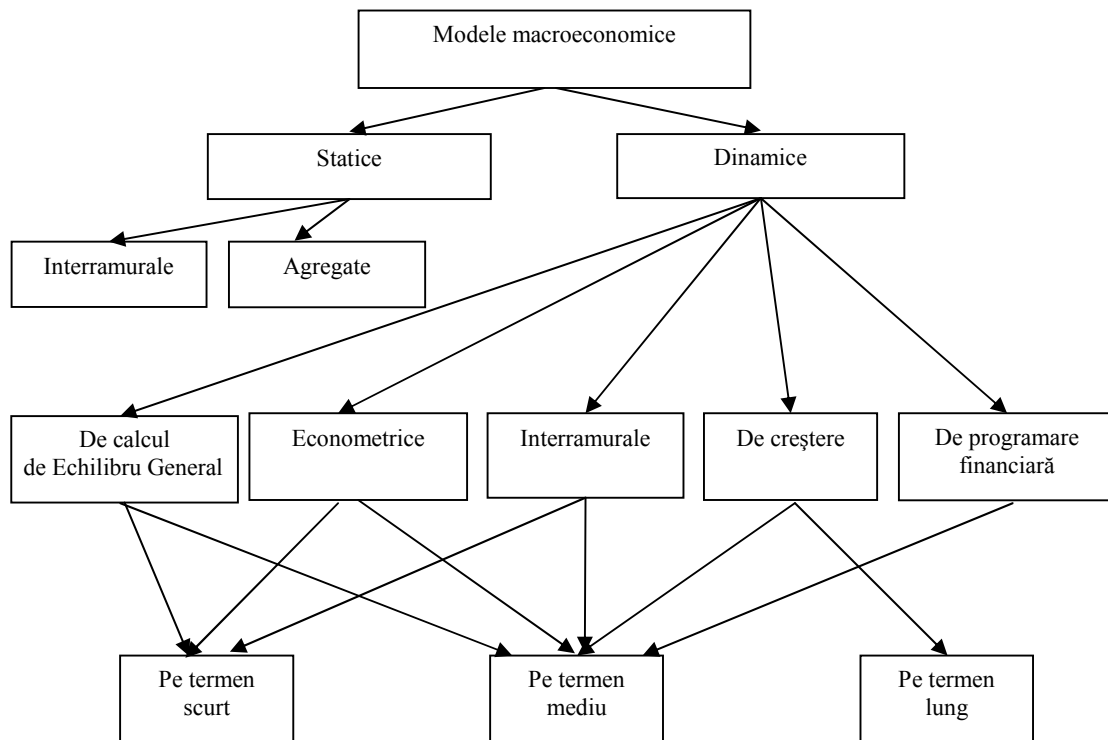 Modele macroeconomice
Statice
Dinamice
Interramurale
Agregate
De calcul
de Echilibru General
Econometrice
Interramurale
De creştere
De programare
financiară
Pe termen
scurt
Pe termen
mediu
Pe termen
lung